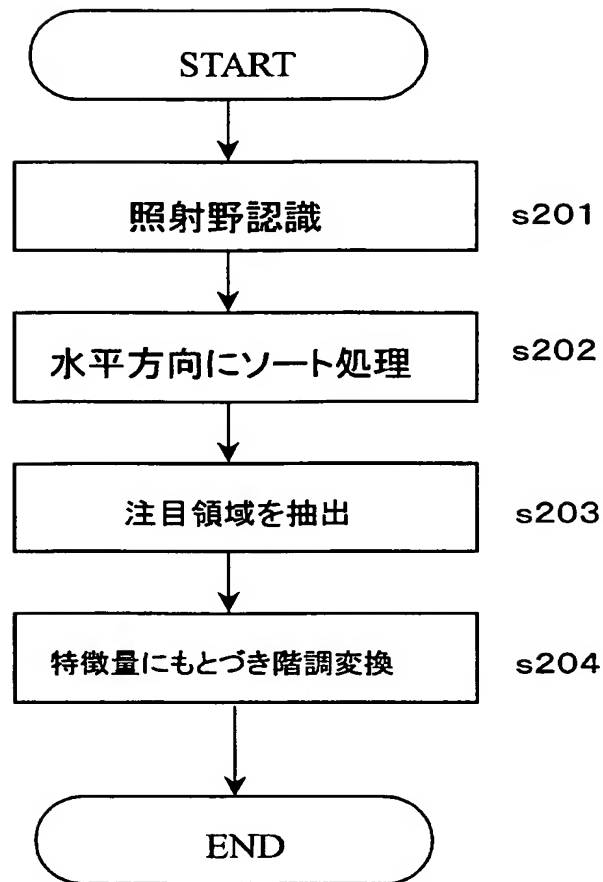 START
照射野認識
s201
水平方向にソート処理
s202
注目領域を抽出
s203
特徴量にもとづき階調変換
s204
END